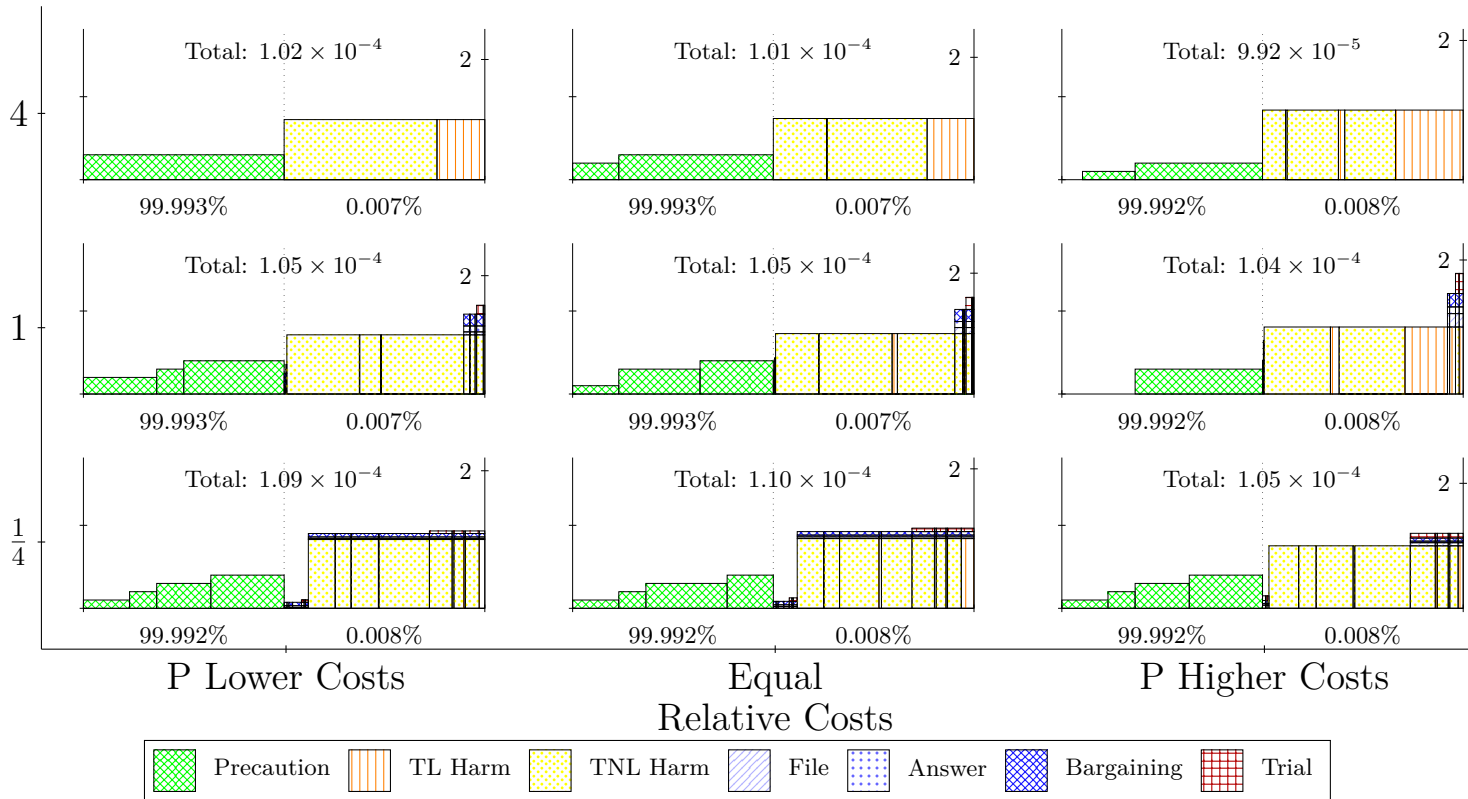 Total: 1.02 × 10⁻⁴ 2 Total: 1.01 × 10⁻⁴ 2 Total: 9.92 × 10⁻⁵ 2
4
99.993% 0.007% 99.993% 0.007% 99.992% 0.008%
Total: 1.05 × 10⁻⁴ 2 Total: 1.05 × 10⁻⁴ 2 Total: 1.04 × 10⁻⁴ 2
1
99.993% 0.007% 99.993% 0.007% 99.992% 0.008%
Total: 1.09 × 10⁻⁴ 2 Total: 1.10 × 10⁻⁴ 2 Total: 1.05 × 10⁻⁴ 2
1/4
99.992% 0.008% 99.992% 0.008% 99.992% 0.008%
P Lower Costs Equal P Higher Costs
Relative Costs
Precaution TL Harm TNL Harm File Answer Bargaining Trial